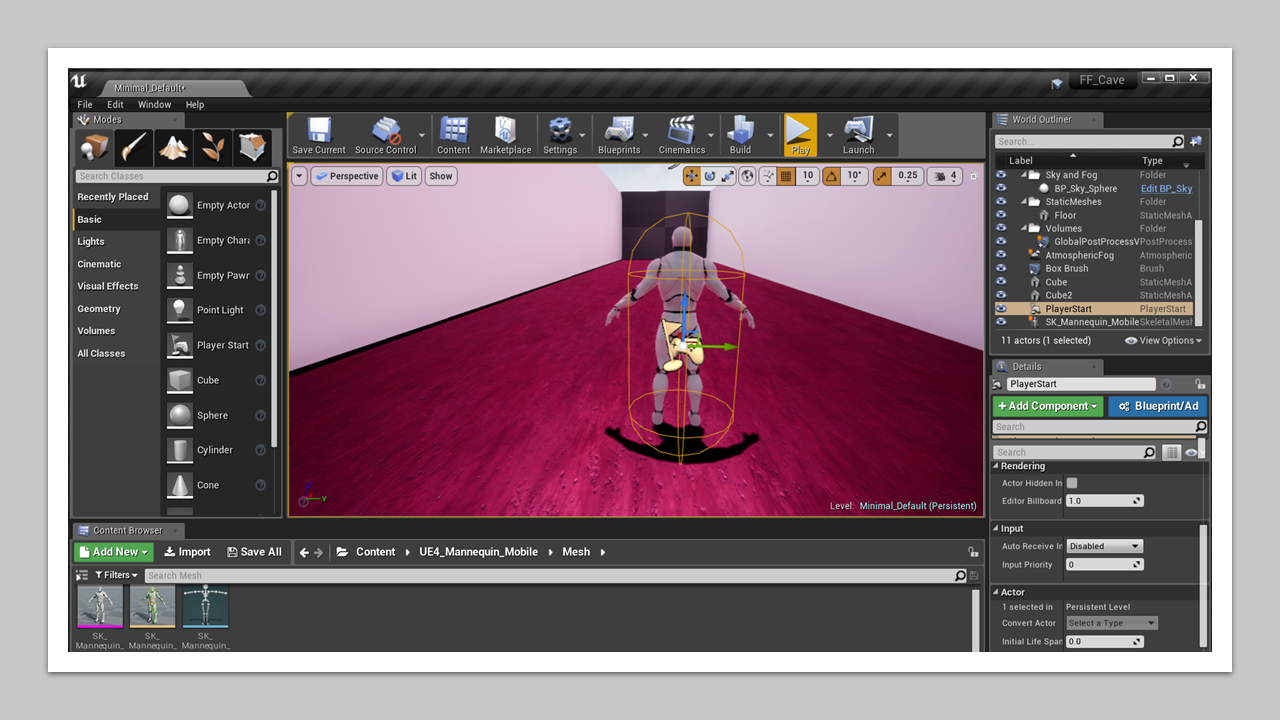 Minimal_Default*
FF_Cave
File Edit Window Help
Modes
Search Classes
Recently Placed
Basic
Lights
Cinematic
Visual Effects
Geometry
Volumes
All Classes
Empty Actor
Empty Chara
Empty Pawn
Point Light
Player Start
Cube
Sphere
Cylinder
Cone
Save Current Source Control Content Marketplace Settings Blueprints Cinematics Build Play Launch
Perspective Lit Show
10 10° 0.25 4
Level: Minimal_Default (Persistent)
World Outliner
Search...
Label Type
Sky and Fog Folder
BP_Sky_Sphere Edit BP_Sky
StaticMeshes Folder
Floor StaticMeshA
Volumes Folder
GlobalPostProcessV PostProcess
AtmosphericFog Atmospheric
Box Brush Brush
Cube StaticMeshA
Cube2 StaticMeshA
PlayerStart PlayerStart
SK_Mannequin_Mobile SkeletalMesh
11 actors (1 selected) View Options
Details
PlayerStart
+Add Component Blueprint/Ad
Search
Search
Rendering
Actor Hidden In
Editor Billboard 1.0
Input
Auto Receive In Disabled
Input Priority 0
Actor
1 selected in Persistent Level
Convert Actor Select a Type
Initial Life Span 0.0
Content Browser
Add New Import Save All Content UE4_Mannequin_Mobile Mesh
Filters Search Mesh
SK_
Mannequin_
SK_
Mannequin_
SK_
Mannequin_